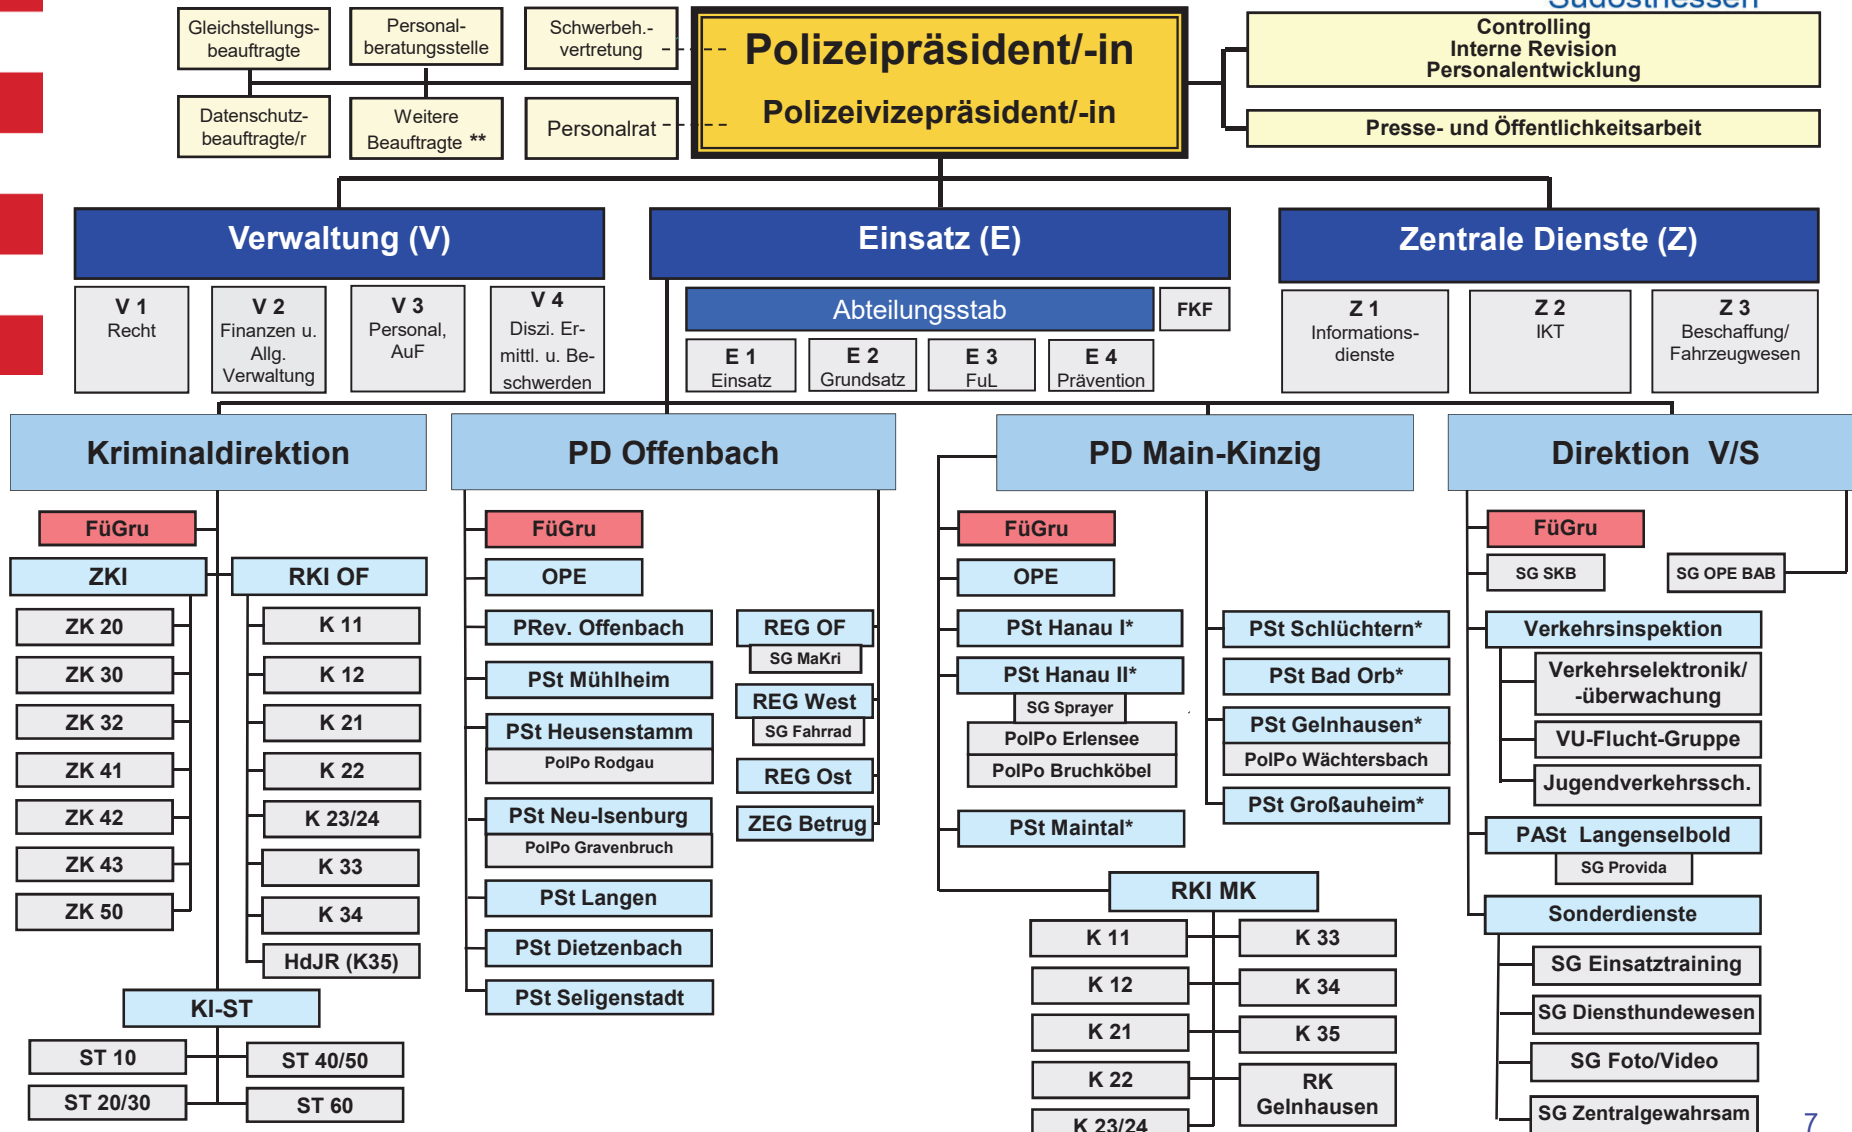 Südosthessen
Gleichstellungs-
beauftragte
Personal-
beratungsstelle
Schwerbeh.-
vertretung
Datenschutz-
beauftragte/r
Weitere
Beauftragte **
Personalrat
Polizeipräsident/-in
Polizeivizepräsident/-in
Controlling
Interne Revision
Personalentwicklung
Presse- und Öffentlichkeitsarbeit
Verwaltung (V)
V 1
Recht
V 2
Finanzen u.
Allg.
Verwaltung
V 3
Personal,
AuF
V 4
Diszi. Er-
mittl. u. Be-
schwerden
Einsatz (E)
Abteilungsstab
FKF
E 1
Einsatz
E 2
Grundsatz
E 3
FuL
E 4
Prävention
Zentrale Dienste (Z)
Z 1
Informations-
dienste
Z 2
IKT
Z 3
Beschaffung/
Fahrzeugwesen
Kriminaldirektion
FüGru
ZKI
ZK 20
ZK 30
ZK 32
ZK 41
ZK 42
ZK 43
ZK 50
RKI OF
K 11
K 12
K 21
K 22
K 23/24
K 33
K 34
HdJR (K35)
KI-ST
ST 10
ST 40/50
ST 20/30
ST 60
PD Offenbach
FüGru
OPE
PRev. Offenbach
PSt Mühlheim
PSt Heusenstamm
PolPo Rodgau
PSt Neu-Isenburg
PolPo Gravenbruch
PSt Langen
PSt Dietzenbach
PSt Seligenstadt
REG OF
SG MaKri
REG West
SG Fahrrad
REG Ost
ZEG Betrug
PD Main-Kinzig
FüGru
OPE
PSt Hanau I*
PSt Hanau II*
SG Sprayer
PolPo Erlensee
PolPo Bruchköbel
PSt Maintal*
PSt Schlüchtern*
PSt Bad Orb*
PSt Gelnhausen*
PolPo Wächtersbach
PSt Großauheim*
RKI MK
K 11
K 12
K 21
K 22
K 23/24
K 33
K 34
K 35
RK
Gelnhausen
Direktion V/S
FüGru
SG SKB
SG OPE BAB
Verkehrsinspektion
Verkehrselektronik/
-überwachung
VU-Flucht-Gruppe
Jugendverkehrssch.
PASt Langenselbold
SG Provida
Sonderdienste
SG Einsatztraining
SG Diensthundewesen
SG Foto/Video
SG Zentralgewahrsam
7